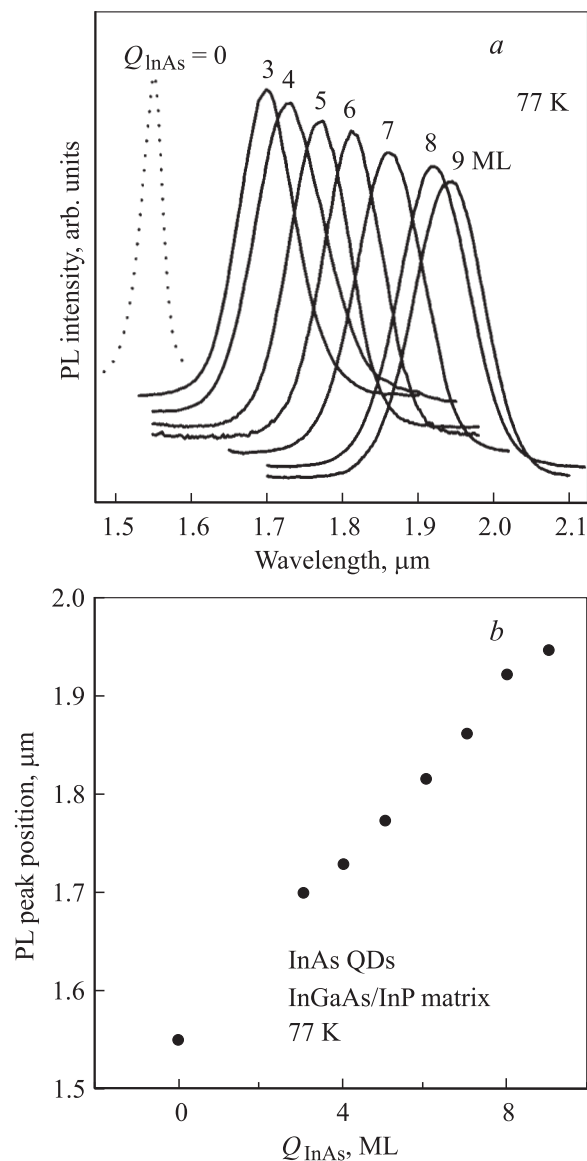 a
Q_InAs = 0
3
4
5
6
7
8
9 ML
77 K
PL intensity, arb. units
1.5 1.6 1.7 1.8 1.9 2.0 2.1
Wavelength, μm
b
2.0
1.9
1.8
1.7
1.6
1.5
PL peak position, μm
InAs QDs
InGaAs/InP matrix
77 K
0 4 8
Q_InAs, ML